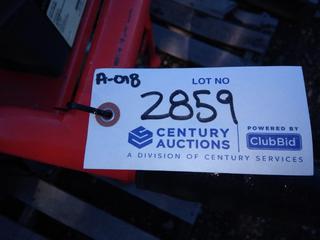 A-018
LOT NO
2859
CENTURY
AUCTIONS
POWERED BY
ClubBid
A DIVISION OF CENTURY SERVICES